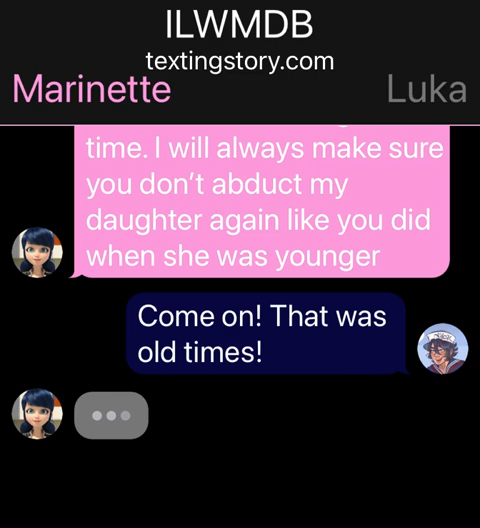 ILWMDB
textingstory.com
Marinette Luka
time. I will always make sure
you don't abduct my
daughter again like you did
when she was younger
Come on! That was
old times!